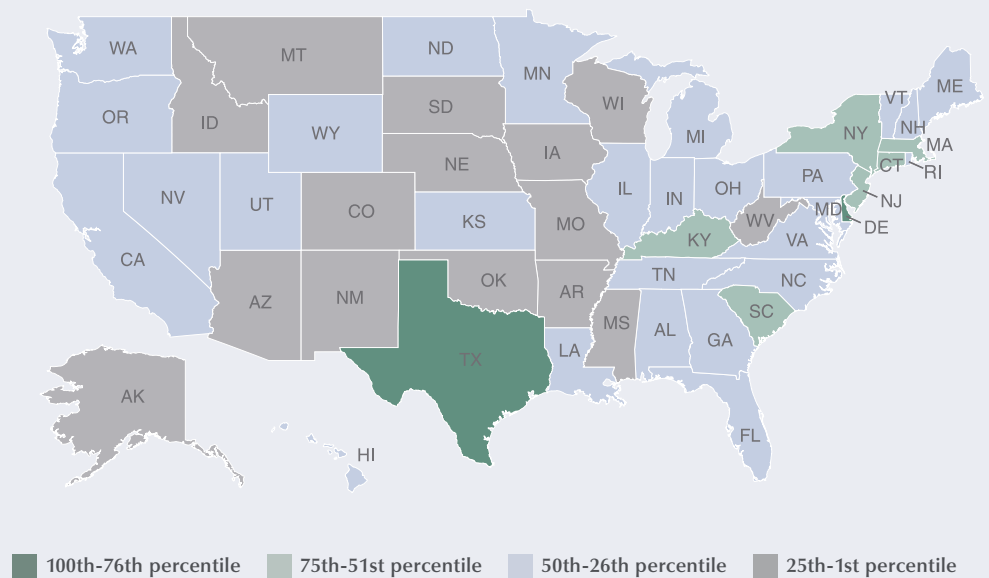 WA
MT
ND
MN
OR
ID
SD
WI
MI
NY
VT
NH
ME
MA
WY
NE
IA
CT
RI
NV
UT
CO
KS
IL
IN
OH
PA
NJ
MD
DE
CA
MO
KY
WV
VA
AZ
NM
OK
AR
TN
NC
TX
LA
MS
AL
GA
SC
AK
HI
FL
100th-76th percentile 75th-51st percentile 50th-26th percentile 25th-1st percentile